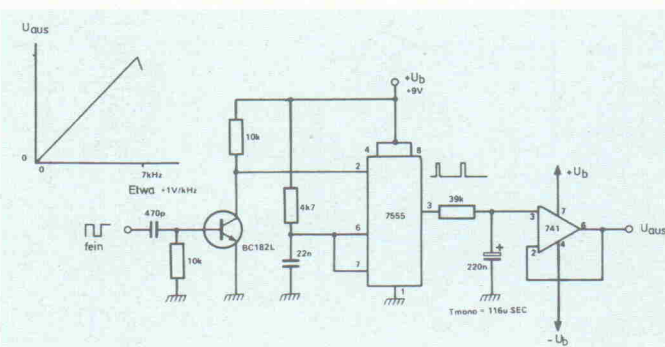 Uaus
0
0
7kHz
Etwa +1V/kHz
fein
470p
10k
10k
BC182L
4k7
22n
+Ub
+9V
4
8
2
6
7
7555
3
1
39k
220n
+
Tmono = 116u SEC
+Ub
3
7
741
6
2
4
Uaus
-Ub